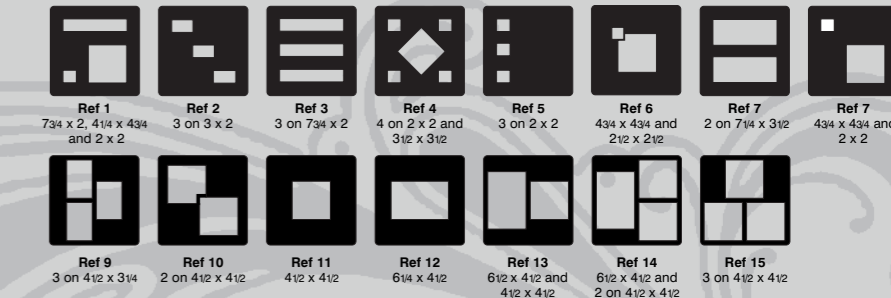 Ref 1
73/4 x 2, 41/4 x 43/4
and 2 x 2
Ref 2
3 on 3 x 2
Ref 3
3 on 73/4 x 2
Ref 4
4 on 2 x 2 and
31/2 x 31/2
Ref 5
3 on 2 x 2
Ref 6
43/4 x 43/4 and
21/2 x 21/2
Ref 7
2 on 71/4 x 31/2
Ref 7
43/4 x 43/4 and
2 x 2
Ref 9
3 on 41/2 x 31/4
Ref 10
2 on 41/2 x 41/2
Ref 11
41/2 x 41/2
Ref 12
61/4 x 41/2
Ref 13
61/2 x 41/2 and
41/2 x 41/2
Ref 14
61/2 x 41/2 and
2 on 41/2 x 41/2
Ref 15
3 on 41/2 x 41/2